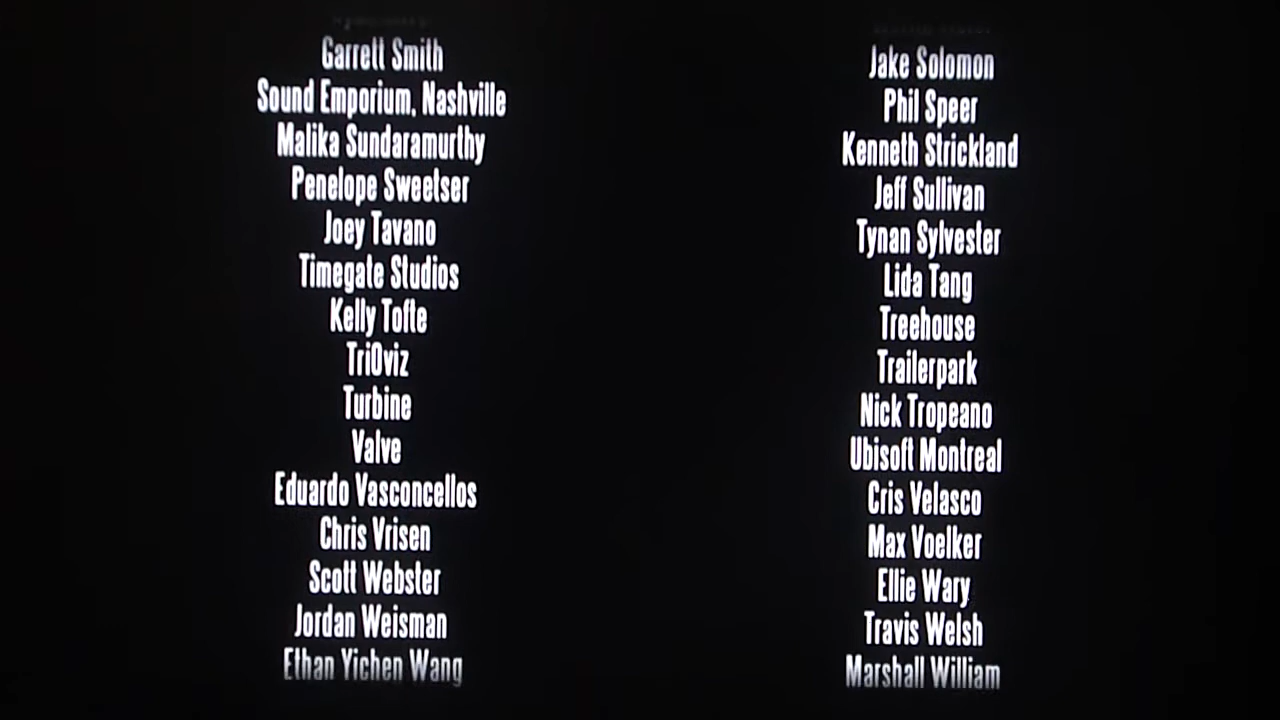 Garrett Smith
Sound Emporium, Nashville
Malika Sundaramurthy
Penelope Sweetser
Joey Tavano
Timegate Studios
Kelly Tofte
TriOviz
Turbine
Valve
Eduardo Vasconcellos
Chris Vrisen
Scott Webster
Jordan Weisman
Ethan Yichen Wang
Jake Solomon
Phil Speer
Kenneth Strickland
Jeff Sullivan
Tynan Sylvester
Lida Tang
Treehouse
Trailerpark
Nick Tropeano
Ubisoft Montreal
Cris Velasco
Max Voelker
Ellie Wary
Travis Welsh
Marshall William